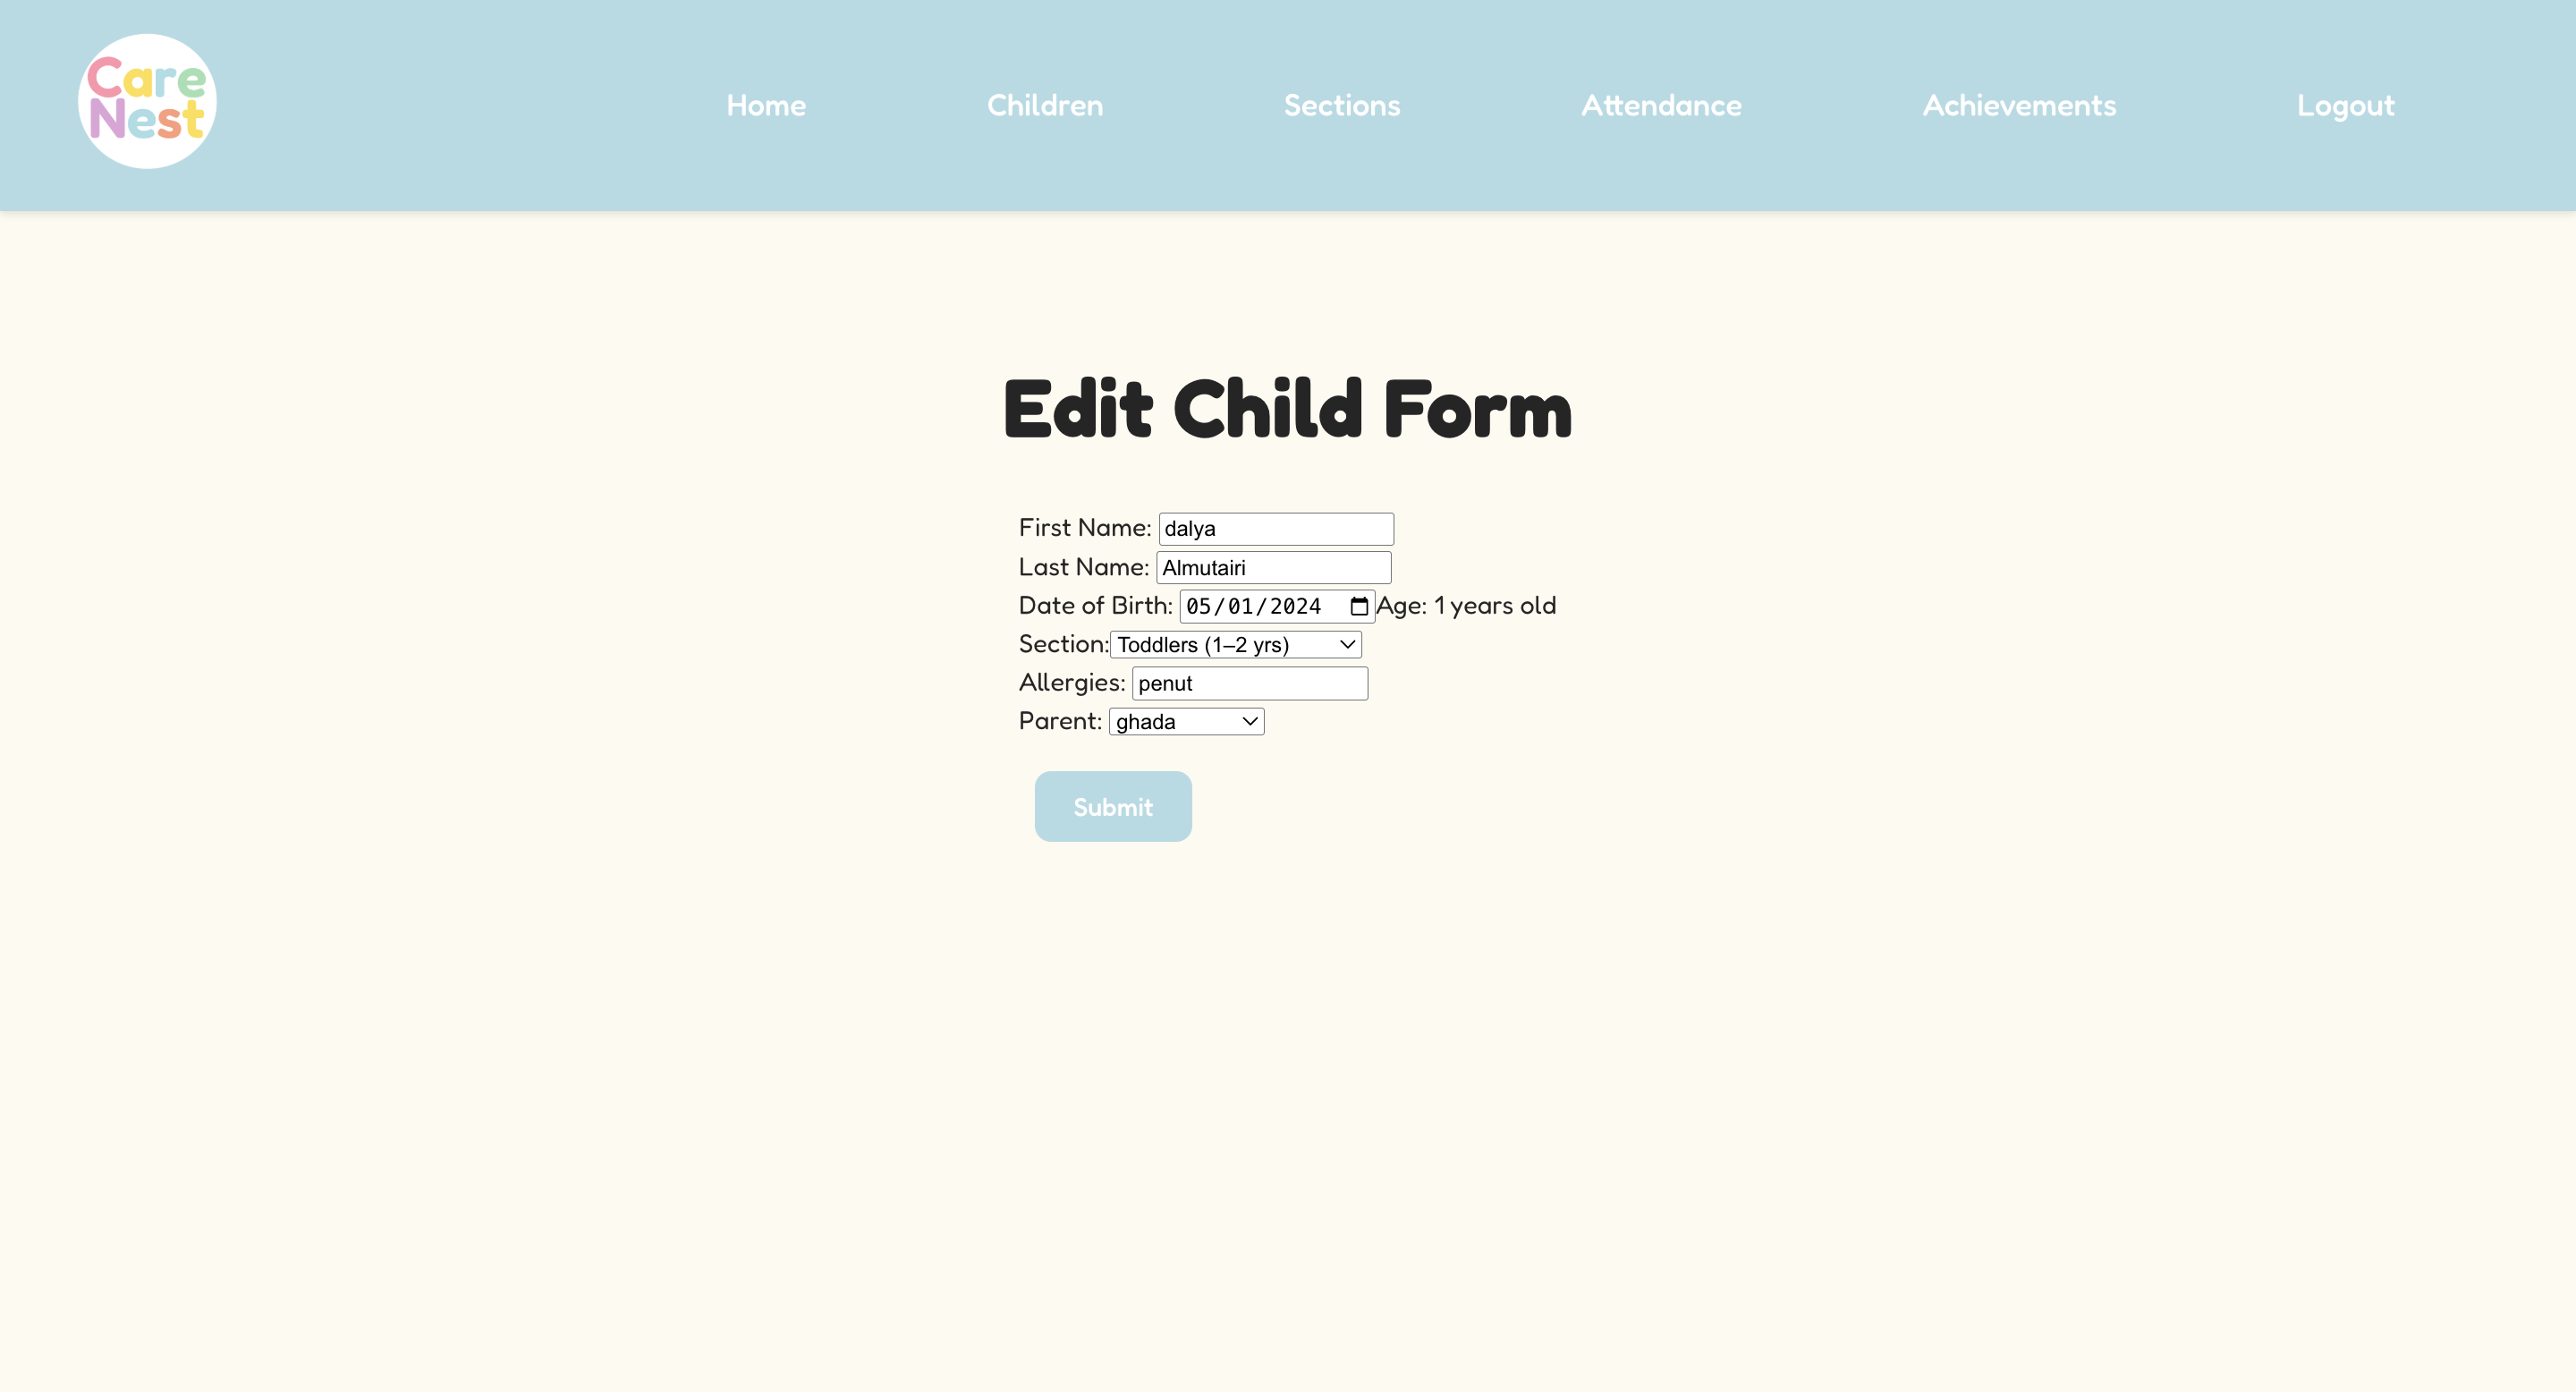 Care
Nest
Home Children Sections Attendance Achievements Logout
Edit Child Form
First Name: dalya
Last Name: Almutairi
Date of Birth: 05/01/2024 Age: 1 years old
Section: Toddlers (1–2 yrs)
Allergies: penut
Parent: ghada
Submit